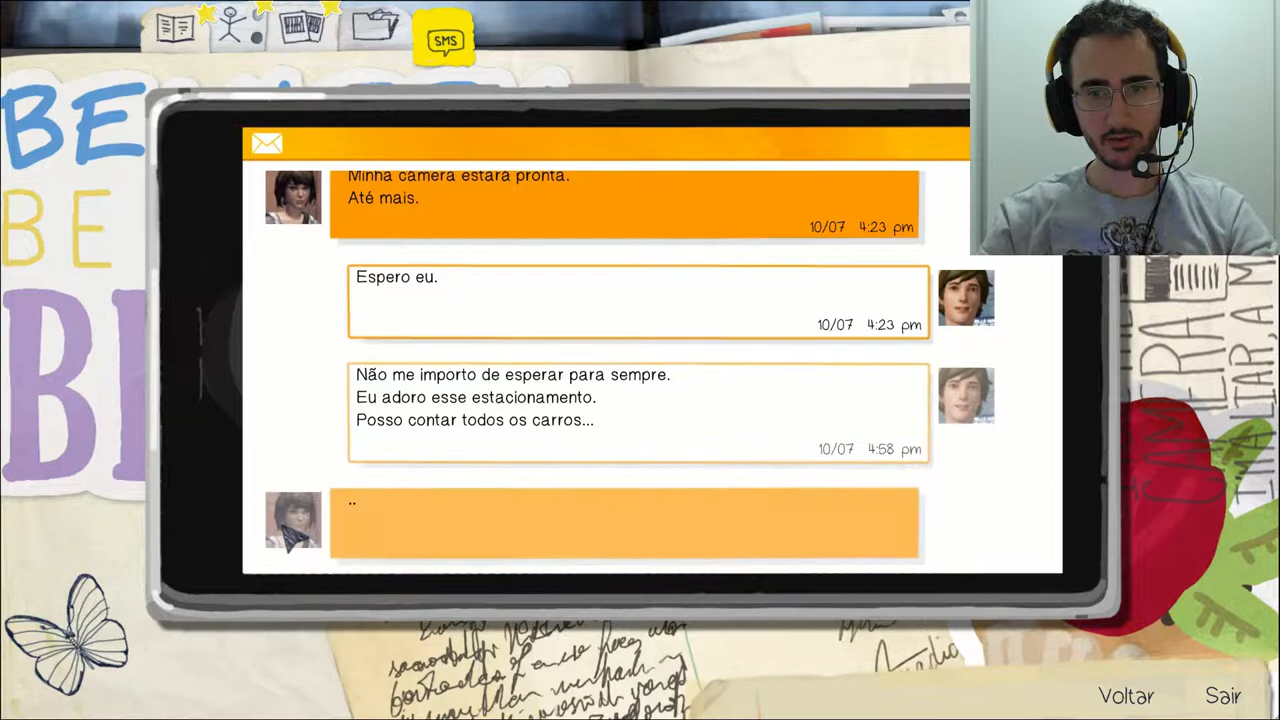 SMS
BE
BE
Minha câmera estará pronta.
Até mais.
10/07 4:23 pm
Espero eu.
10/07 4:23 pm
Não me importo de esperar para sempre.
Eu adoro esse estacionamento.
Posso contar todos os carros...
10/07 4:58 pm
..
Voltar
Sair